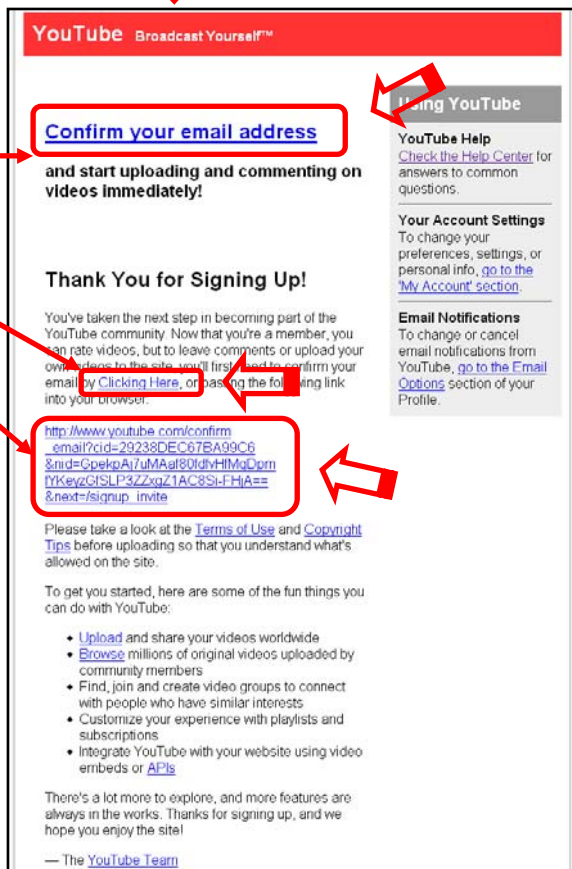 YouTube Broadcast Yourself™
Confirm your email address
and start uploading and commenting on
videos immediately!
Thank You for Signing Up!
You've taken the next step in becoming part of the
YouTube community. Now that you're a member, you
can rate videos, but to leave comments or upload your
own videos to the site, you'll first need to confirm your
email by Clicking Here, or pasting the following link
into your browser:
http://www.youtube.com/confirm
_email?cid=29238DEC67BA99C6
&next=/signup_invite
Please take a look at the Terms of Use and Copyright
Tips before uploading so that you understand what's
allowed on the site.
To get you started, here are some of the fun things you
can do with YouTube:
• Upload and share your videos worldwide
• Browse millions of original videos uploaded by
community members
• Find, join and create video groups to connect
with people who have similar interests
• Customize your experience with playlists and
subscriptions
• Integrate YouTube with your website using video
embeds or APIs
There's a lot more to explore, and more features are
always in the works. Thanks for signing up, and we
hope you enjoy the site!
— The YouTube Team
Using YouTube
YouTube Help
Check the Help Center for
answers to common
questions.
Your Account Settings
To change your
preferences, settings, or
personal info, go to the
'My Account' section.
Email Notifications
To change or cancel
email notifications from
YouTube, go to the Email
Options section of your
Profile.